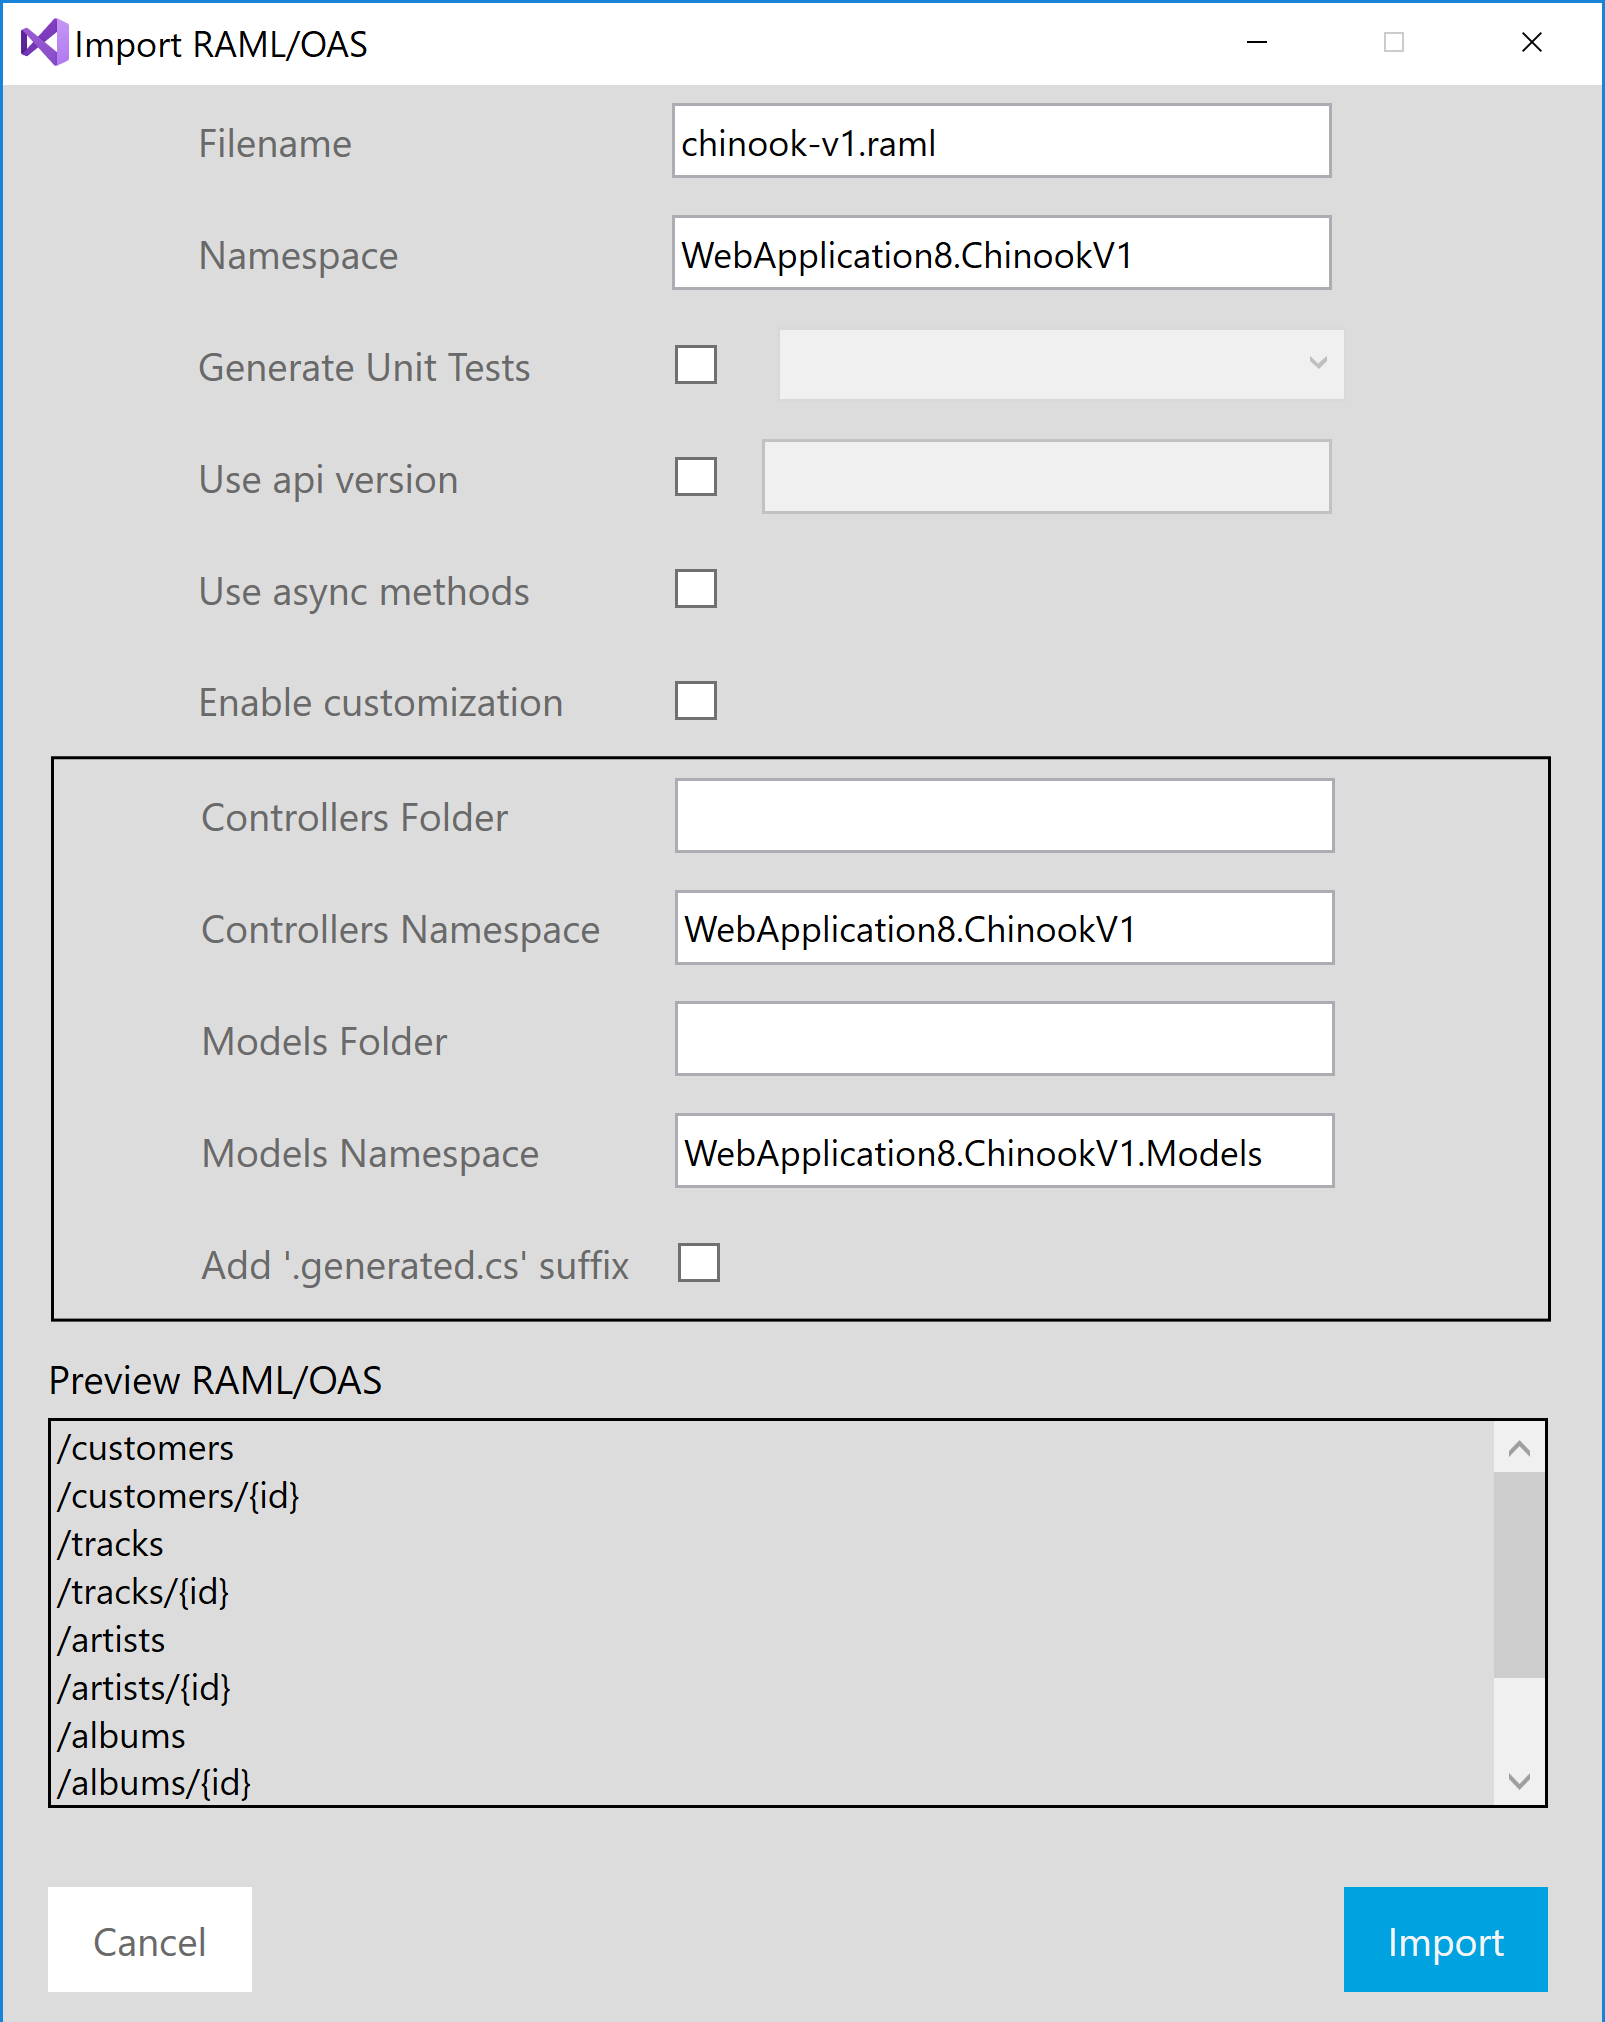 Import RAML/OAS
Filename chinook-v1.raml
Namespace WebApplication8.ChinookV1
Generate Unit Tests
Use api version
Use async methods
Enable customization
Controllers Folder
Controllers Namespace WebApplication8.ChinookV1
Models Folder
Models Namespace WebApplication8.ChinookV1.Models
Add '.generated.cs' suffix
Preview RAML/OAS
/customers
/customers/{id}
/tracks
/tracks/{id}
/artists
/artists/{id}
/albums
/albums/{id}
Cancel Import